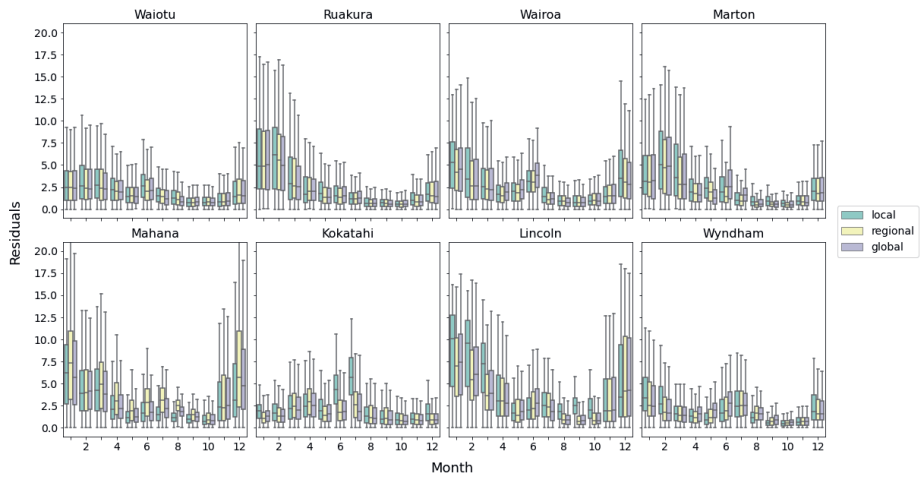 Waiotu Ruakura Wairoa Marton
20.0
17.5
15.0
12.5
10.0
7.5
5.0
2.5
0.0
Mahana Kokatahi Lincoln Wyndham
20.0
17.5
15.0
12.5
10.0
7.5
5.0
2.5
0.0
2 4 6 8 10 12 2 4 6 8 10 12 2 4 6 8 10 12 2 4 6 8 10 12
Residuals
Month
local
regional
global